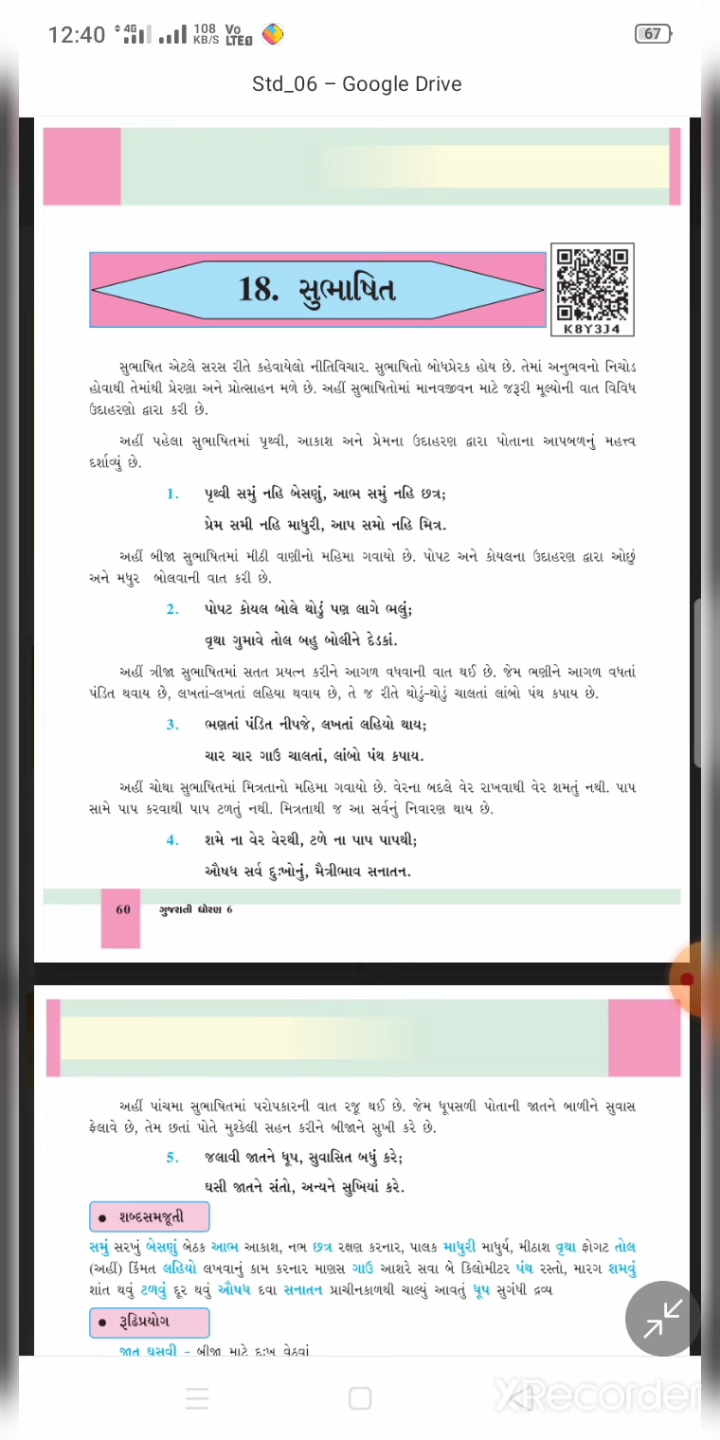 12:40 4G 108 KB/S Vo LTE 67
Std_06 – Google Drive
18. સુભાષિત
K8Y3J4
સુભાષિત એટલે સરસ રીતે કહેવાયેલો નીતિવિચાર. સુભાષિતો બોધપ્રેરક હોય છે. તેમાં અનુભવનો નિચોડ
હોવાથી તેમાંથી પ્રેરણા અને પ્રોત્સાહન મળે છે. અહીં સુભાષિતોમાં માનવજીવન માટે જરૂરી મૂલ્યોની વાત વિવિધ
ઉદાહરણો દ્વારા કરી છે.
અહીં પહેલા સુભાષિતમાં પૃથ્વી, આકાશ અને પ્રેમના ઉદાહરણ દ્વારા પોતાના આપબળનું મહત્ત્વ
દર્શાવ્યું છે.
1. પૃથ્વી સમું નહિ બેસણું, આભ સમું નહિ છત્ર;
પ્રેમ સમી નહિ માધુરી, આપ સમો નહિ મિત્ર.
અહીં બીજા સુભાષિતમાં મીઠી વાણીનો મહિમા ગવાયો છે. પોપટ અને કોયલના ઉદાહરણ દ્વારા ઓછું
અને મધુર બોલવાની વાત કરી છે.
2. પોપટ કોયલ બોલે થોડું પણ લાગે ભલું;
વૃથા ગુમાવે તોલ બહુ બોલીને દેડકાં.
અહીં ત્રીજા સુભાષિતમાં સતત પ્રયત્ન કરીને આગળ વધવાની વાત થઈ છે. જેમ ભણીને આગળ વધતાં
પંડિત થવાય છે, લખતાં-લખતાં લહિયા થવાય છે, તે જ રીતે થોડું-થોડું ચાલતાં લાંબો પંથ કપાય છે.
3. ભણતાં પંડિત નીપજે, લખતાં લહિયો થાય;
ચાર ચાર ગાઉ ચાલતાં, લાંબો પંથ કપાય.
અહીં ચોથા સુભાષિતમાં મિત્રતાનો મહિમા ગવાયો છે. વેરના બદલે વેર રાખવાથી વેર શમતું નથી. પાપ
સામે પાપ કરવાથી પાપ ટળતું નથી. મિત્રતાથી જ આ સર્વનું નિવારણ થાય છે.
4. શમે ના વેર વેરથી, ટળે ના પાપ પાપથી;
ઔષધ સર્વ દુઃખોનું, મૈત્રીભાવ સનાતન.
60 ગુજરાતી ધોરણ 6
અહીં પાંચમા સુભાષિતમાં પરોપકારની વાત રજૂ થઈ છે. જેમ ધૂપસળી પોતાની જાતને બાળીને સુવાસ
ફેલાવે છે, તેમ છતાં પોતે મુશ્કેલી સહન કરીને બીજાને સુખી કરે છે.
5. જલાવી જાતને ધૂપ, સુવાસિત બધું કરે;
ઘસી જાતને સંતો, અન્યને સુખિયાં કરે.
• શબ્દસમજૂતી
સમું સરખું બેસણું બેઠક આભ આકાશ, નભ છત્ર રક્ષણ કરનાર, પાલક માધુરી માધુર્ય, મીઠાશ વૃથા ફોગટ તોલ
(અહીં) કિંમત લહિયો લખવાનું કામ કરનાર માણસ ગાઉ આશરે સવા બે કિલોમીટર પંથ રસ્તો, મારગ શમવું
શાંત થવું ટળવું દૂર થવું ઔષધ દવા સનાતન પ્રાચીનકાળથી ચાલ્યું આવતું ધૂપ સુગંધી દ્રવ્ય
• રૂઢિપ્રયોગ
જાત ઘસવી – બીજા માટે દુઃખ વેઠવાં
XRecorder